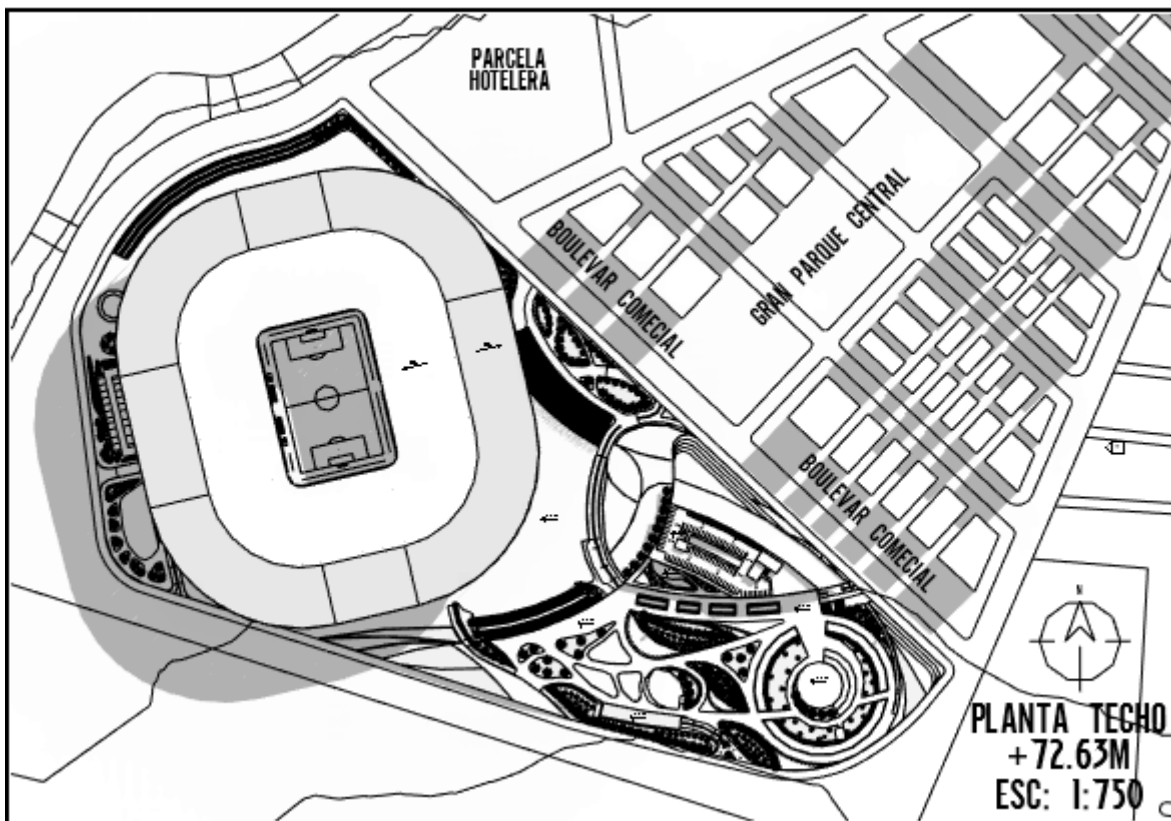 PARCELA
HOTELERA
BOULEVAR COMECIAL
GRAN PARQUE CENTRAL
BOULEVAR COMECIAL
N
PLANTA TECHO
+72.63M
ESC: 1:750